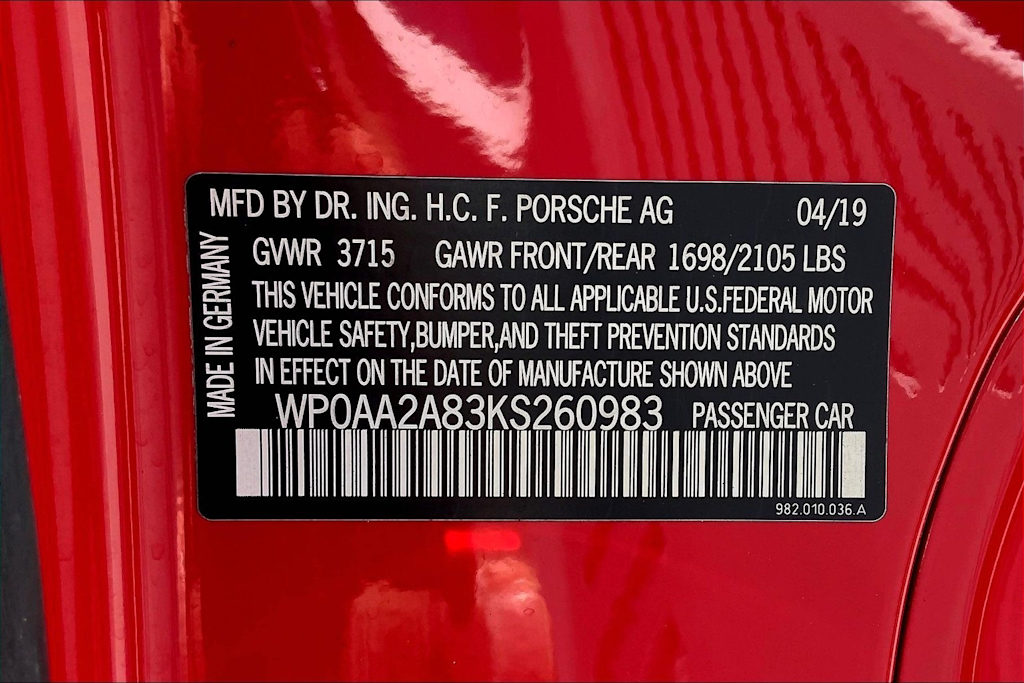 MFD BY DR. ING. H.C. F. PORSCHE AG 04/19
GVWR 3715 GAWR FRONT/REAR 1698/2105 LBS
THIS VEHICLE CONFORMS TO ALL APPLICABLE U.S.FEDERAL MOTOR
VEHICLE SAFETY,BUMPER,AND THEFT PREVENTION STANDARDS
IN EFFECT ON THE DATE OF MANUFACTURE SHOWN ABOVE
WP0AA2A83KS260983 PASSENGER CAR
982.010.036.A
MADE IN GERMANY